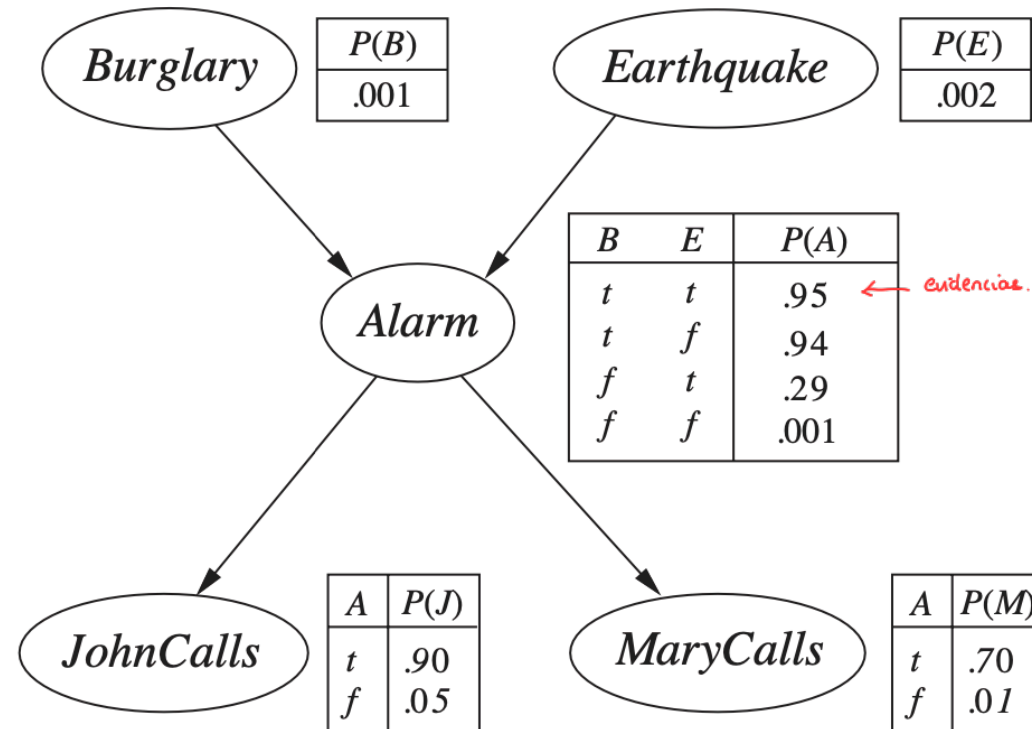 Burglary
P(B)
.001
Earthquake
P(E)
.002
B E P(A)
t t .95
t f .94
f t .29
f f .001
evidencias.
Alarm
JohnCalls
A P(J)
t .90
f .05
MaryCalls
A P(M)
t .70
f .01